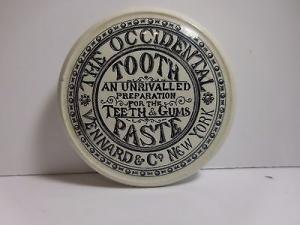 THE OCCIDENTAL
TOOTH
AN UNRIVALLED
PREPARATION
FOR THE
TEETH & GUMS
PASTE
VENNARD & CO NEW YORK